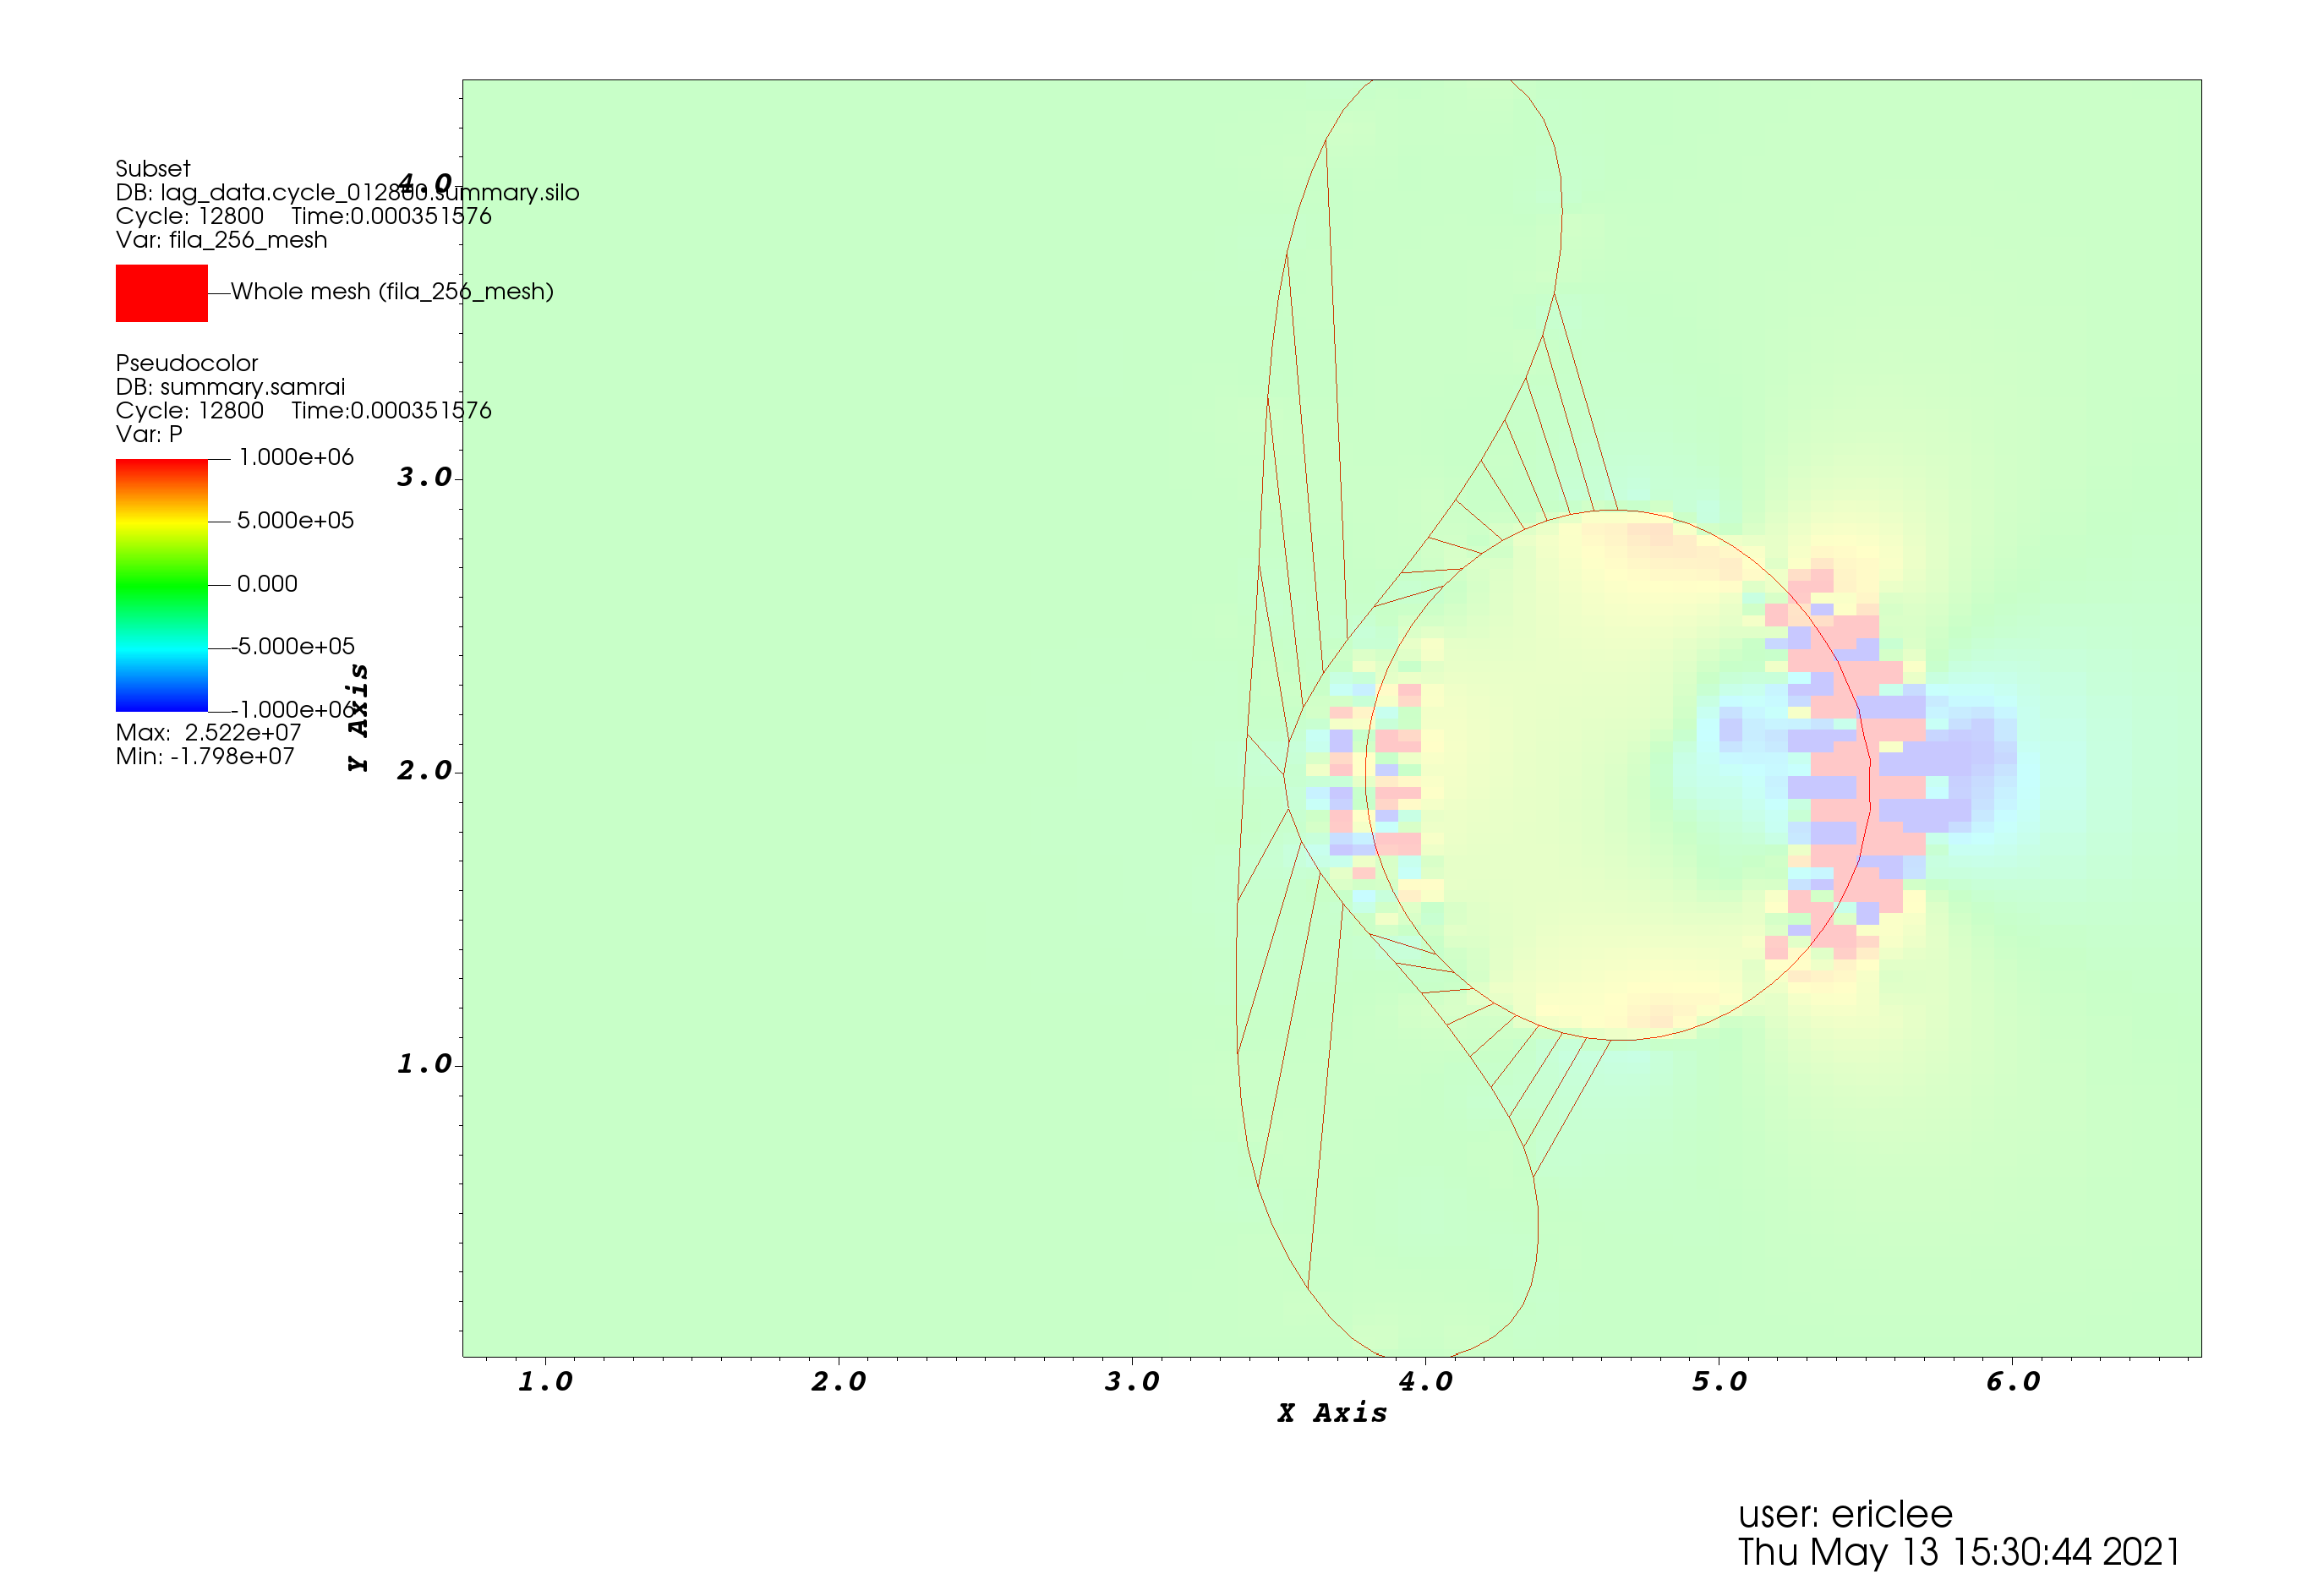 Subset
DB: lag_data.cycle_012800.summary.silo
Cycle: 12800    Time:0.000351576
Var: fila_256_mesh
Whole mesh (fila_256_mesh)
Pseudocolor
DB: summary.samrai
Cycle: 12800    Time:0.000351576
Var: P
1.000e+06
5.000e+05
0.000
-5.000e+05
-1.000e+06
Max:  2.522e+07
Min: -1.798e+07
4.0
3.0
2.0
1.0
Y Axis
1.0
2.0
3.0
4.0
5.0
6.0
X Axis
user: ericlee
Thu May 13 15:30:44 2021